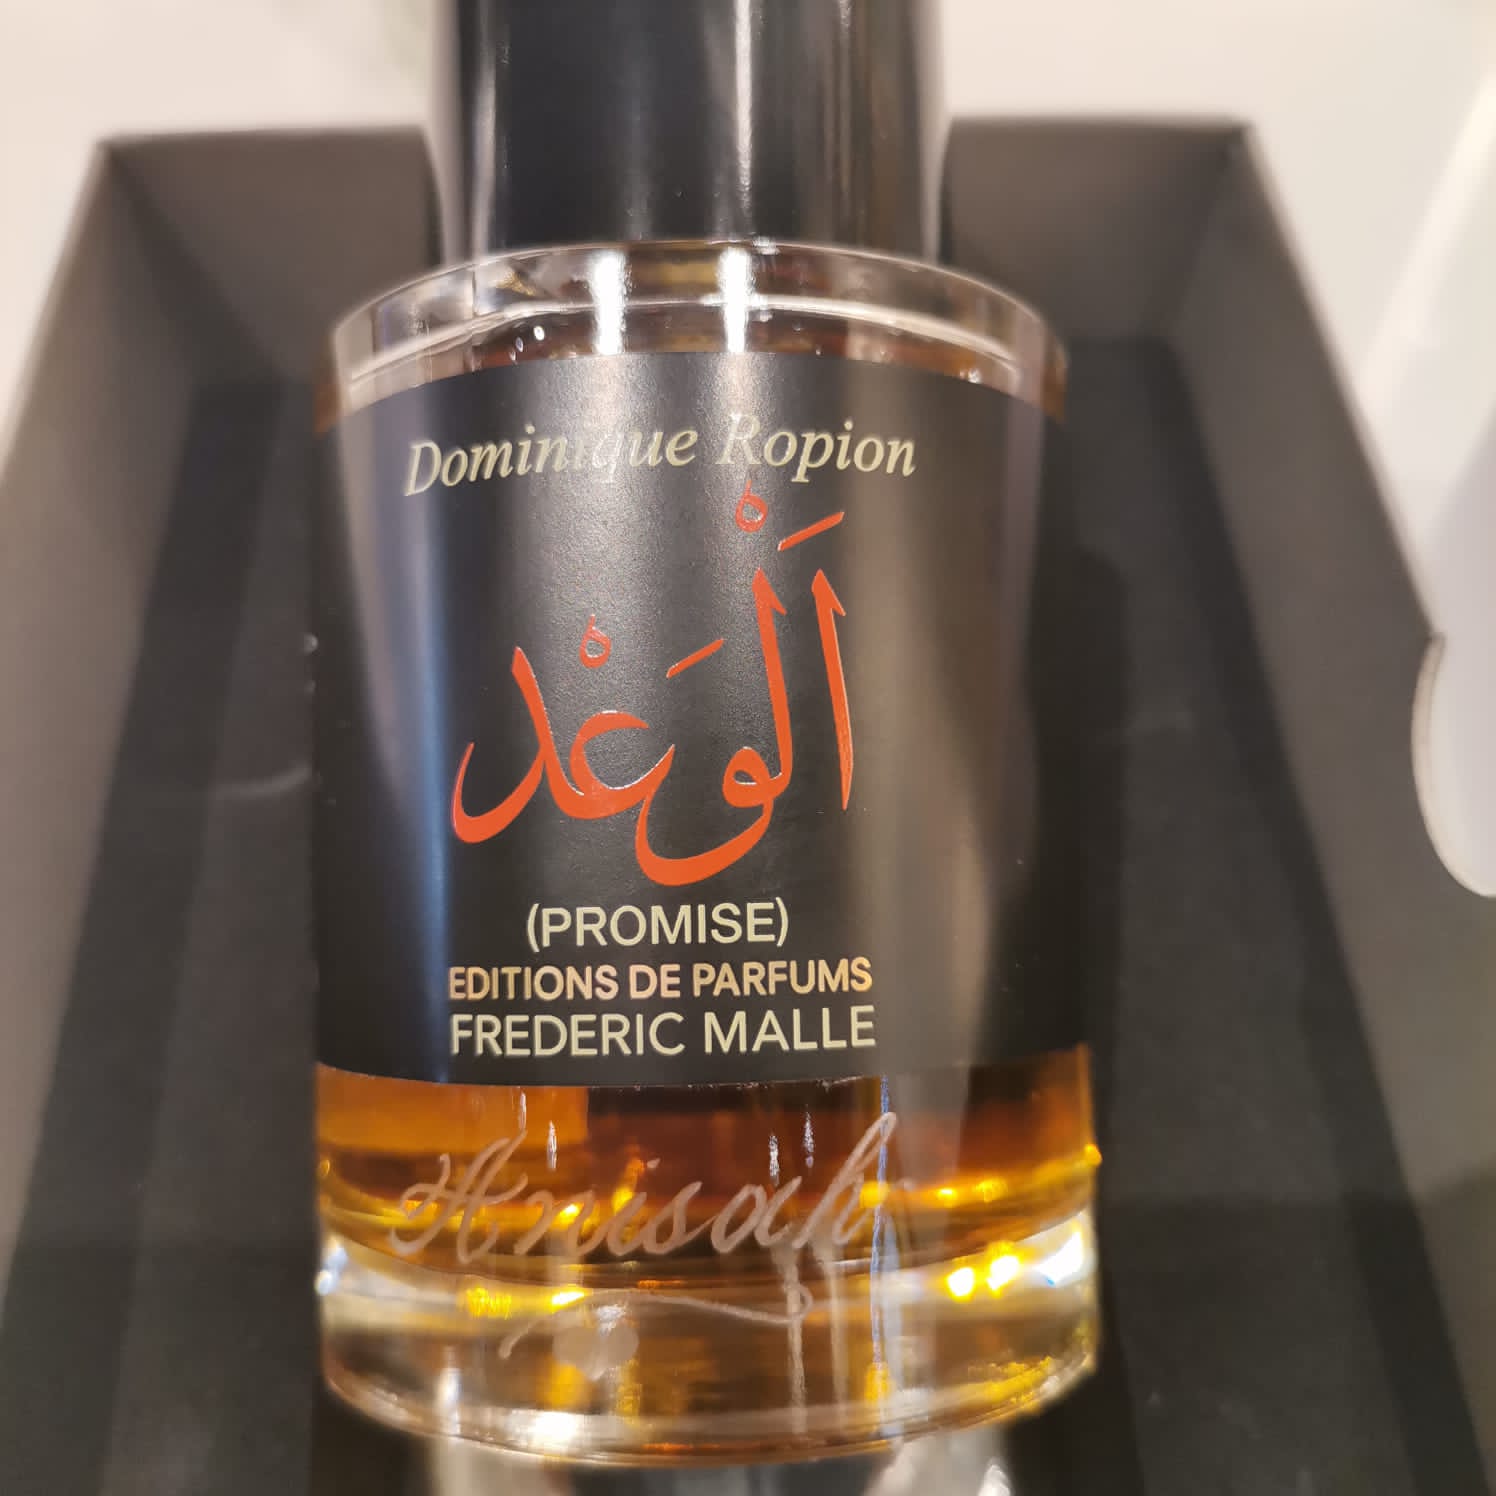 Dominique Ropion
اَلْوَعْد
(PROMISE)
EDITIONS DE PARFUMS
FREDERIC MALLE
Anisah